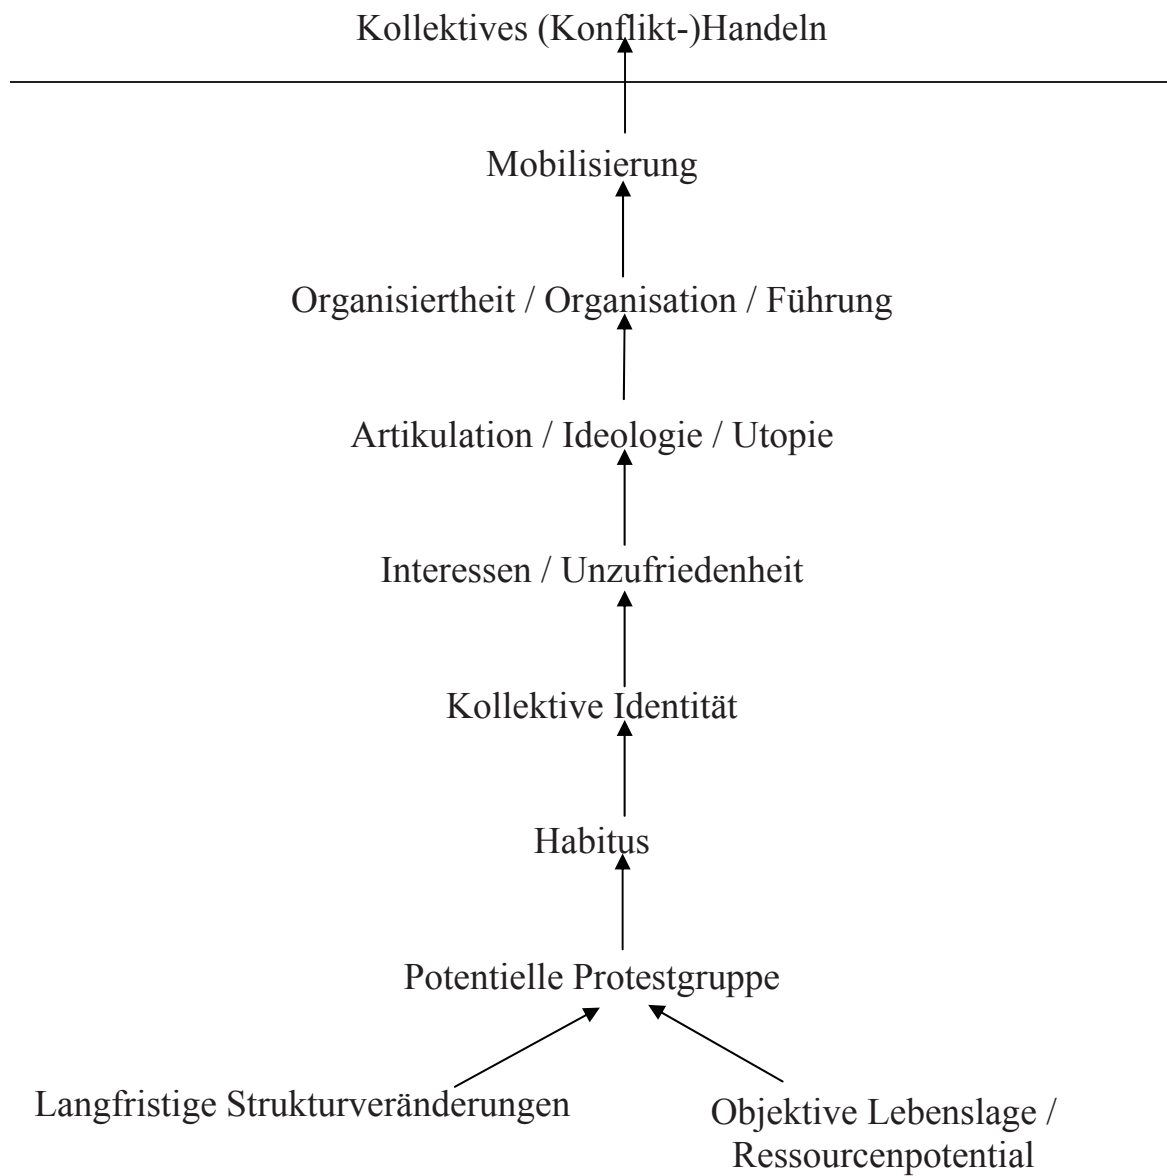 Kollektives (Konflikt-)Handeln
Mobilisierung
Organisiertheit / Organisation / Führung
Artikulation / Ideologie / Utopie
Interessen / Unzufriedenheit
Kollektive Identität
Habitus
Potentielle Protestgruppe
Langfristige Strukturveränderungen
Objektive Lebenslage /
Ressourcenpotential